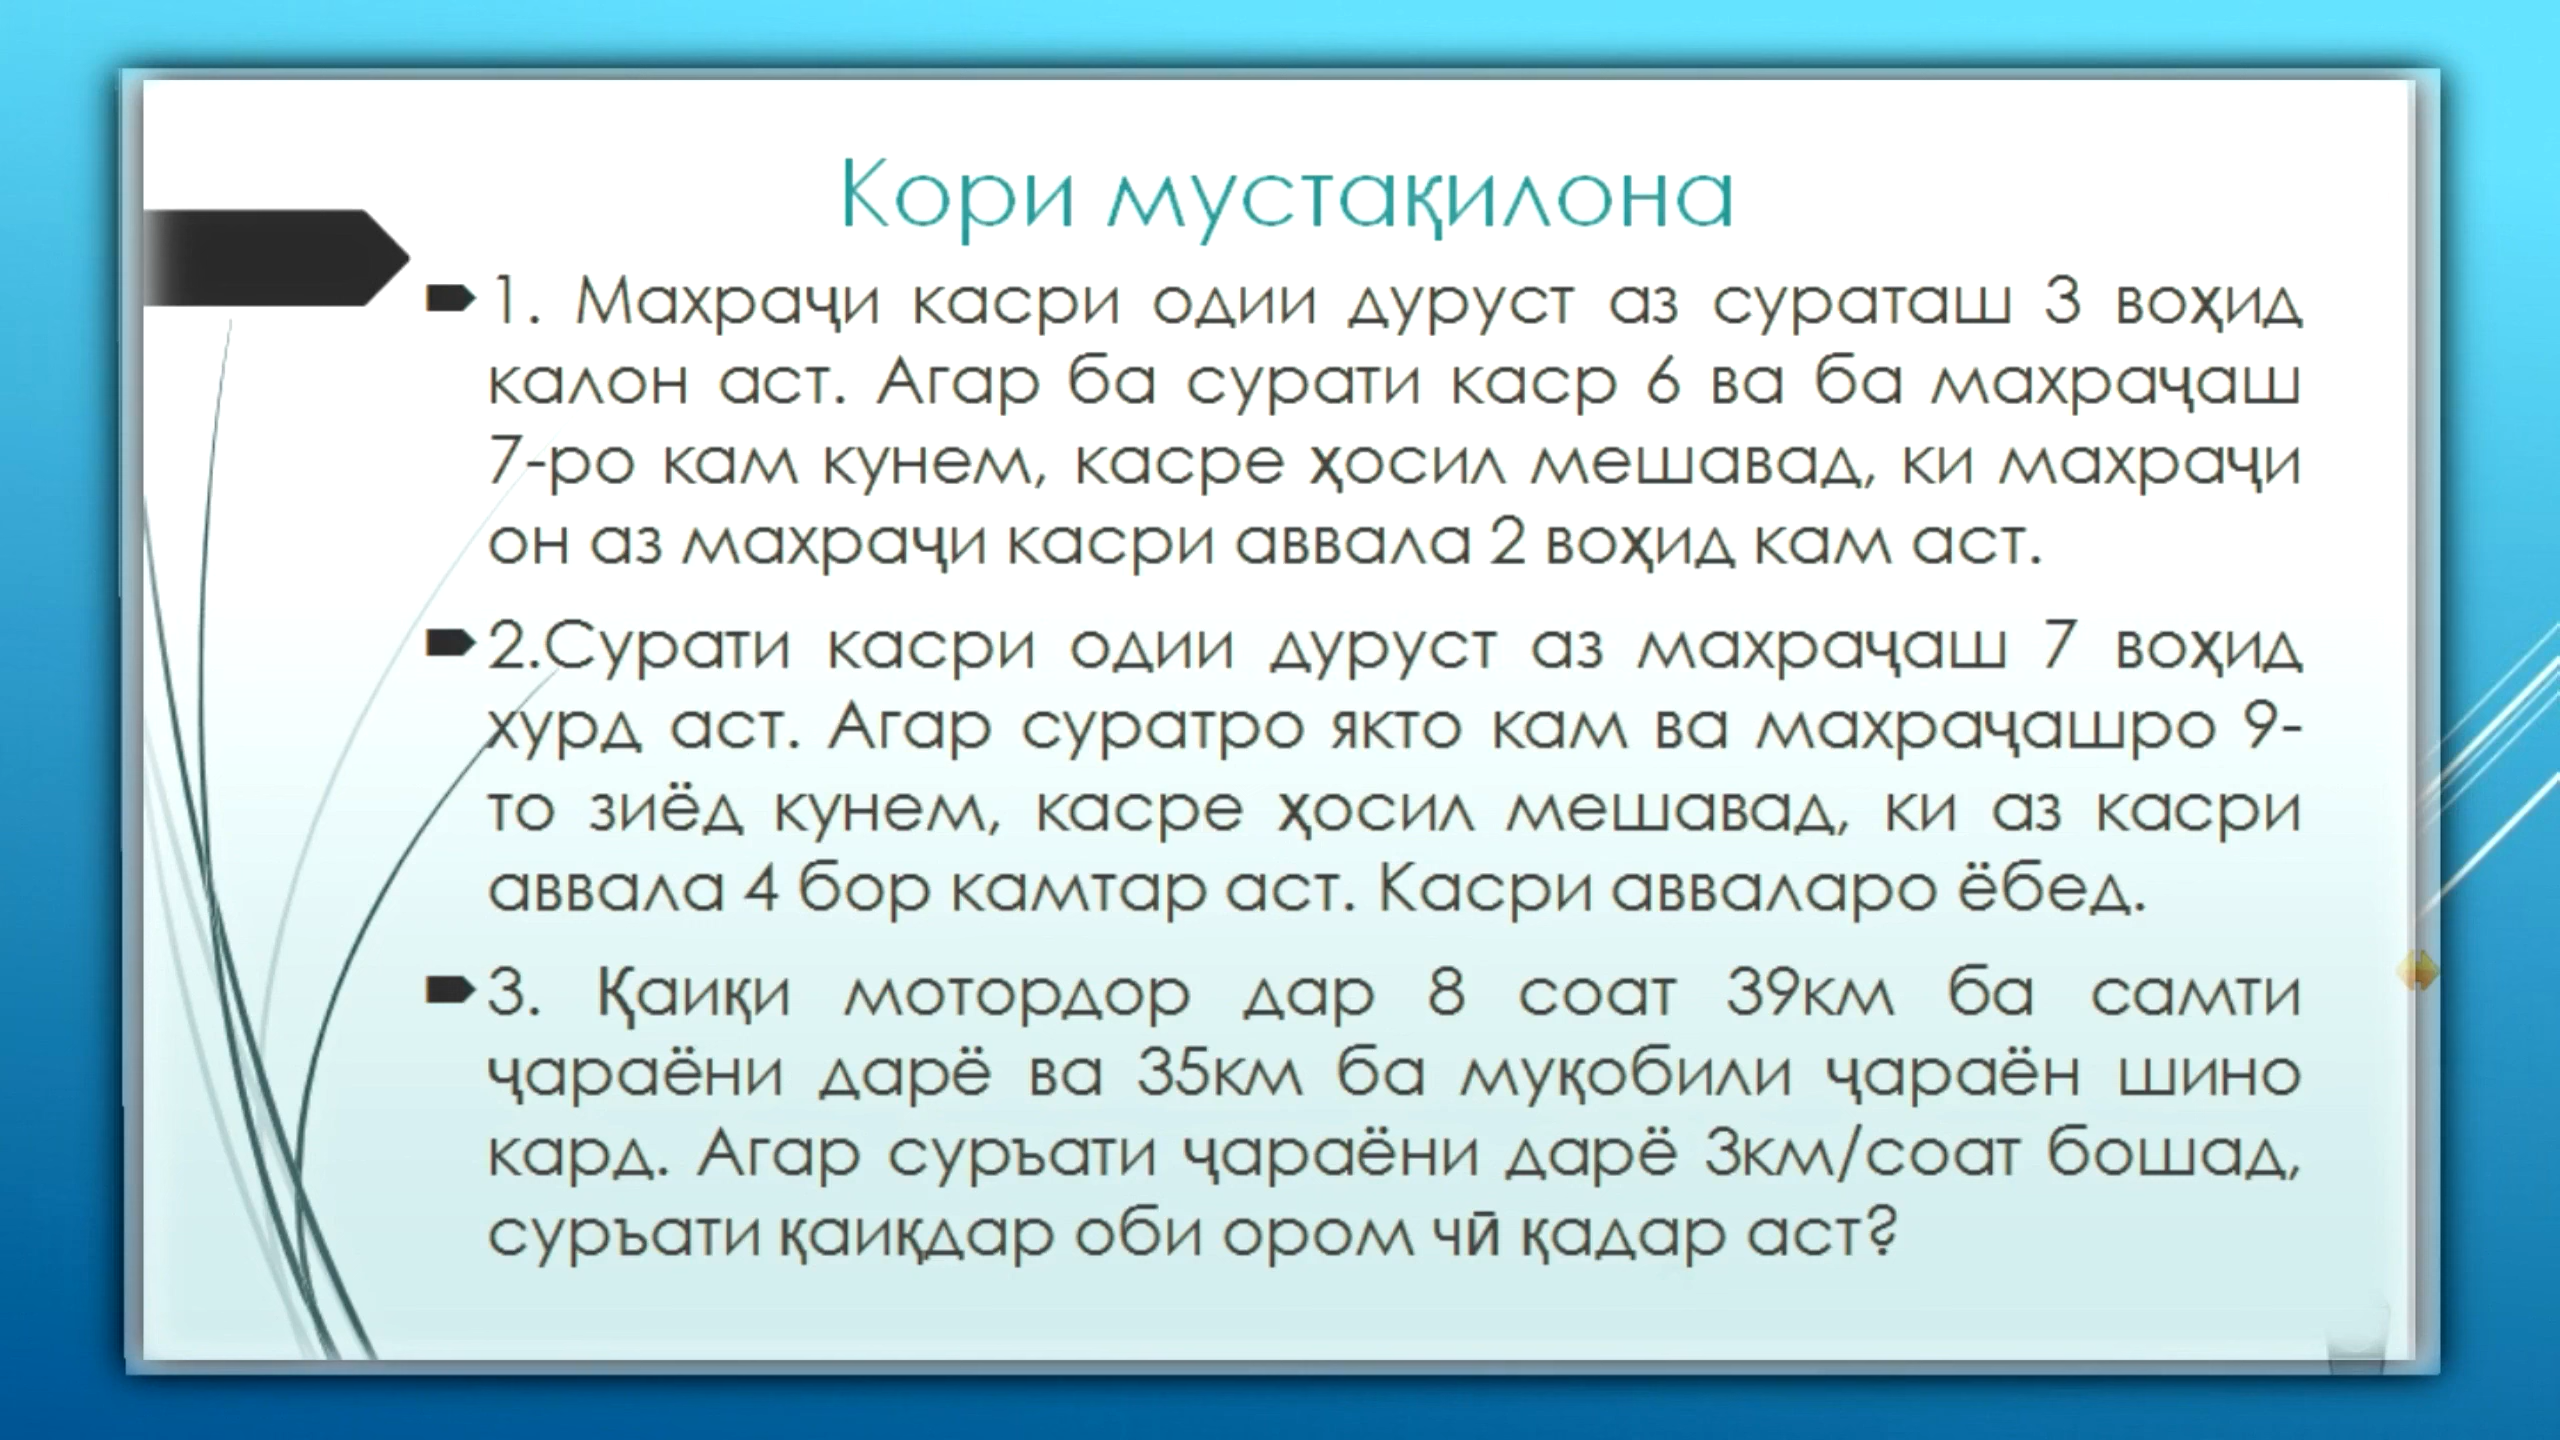 Кори мустақилона
1. Махраҷи касри одии дуруст аз сураташ 3 воҳид
калон аст. Агар ба сурати каср 6 ва ба махраҷаш
7-ро кам кунем, касре ҳосил мешавад, ки махраҷи
он аз махраҷи касри аввала 2 воҳид кам аст.
2.Сурати касри одии дуруст аз махраҷаш 7 воҳид
хурд аст. Агар суратро якто кам ва махраҷашро 9-
то зиёд кунем, касре ҳосил мешавад, ки аз касри
аввала 4 бор камтар аст. Касри авваларо ёбед.
3. Қаиқи мотордор дар 8 соат 39км ба самти
ҷараёни дарё ва 35км ба муқобили ҷараён шино
кард. Агар суръати ҷараёни дарё 3км/соат бошад,
суръати қаиқдар оби ором чӣ қадар аст?